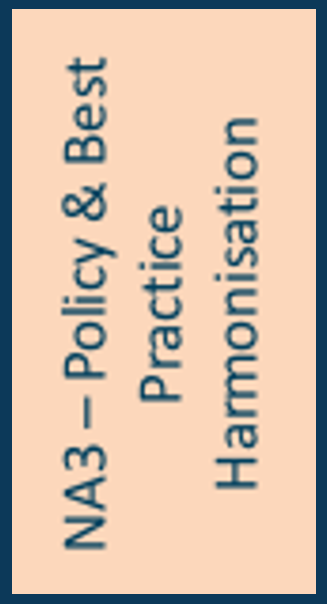 NA3 – Policy & Best
Practice
Harmonisation